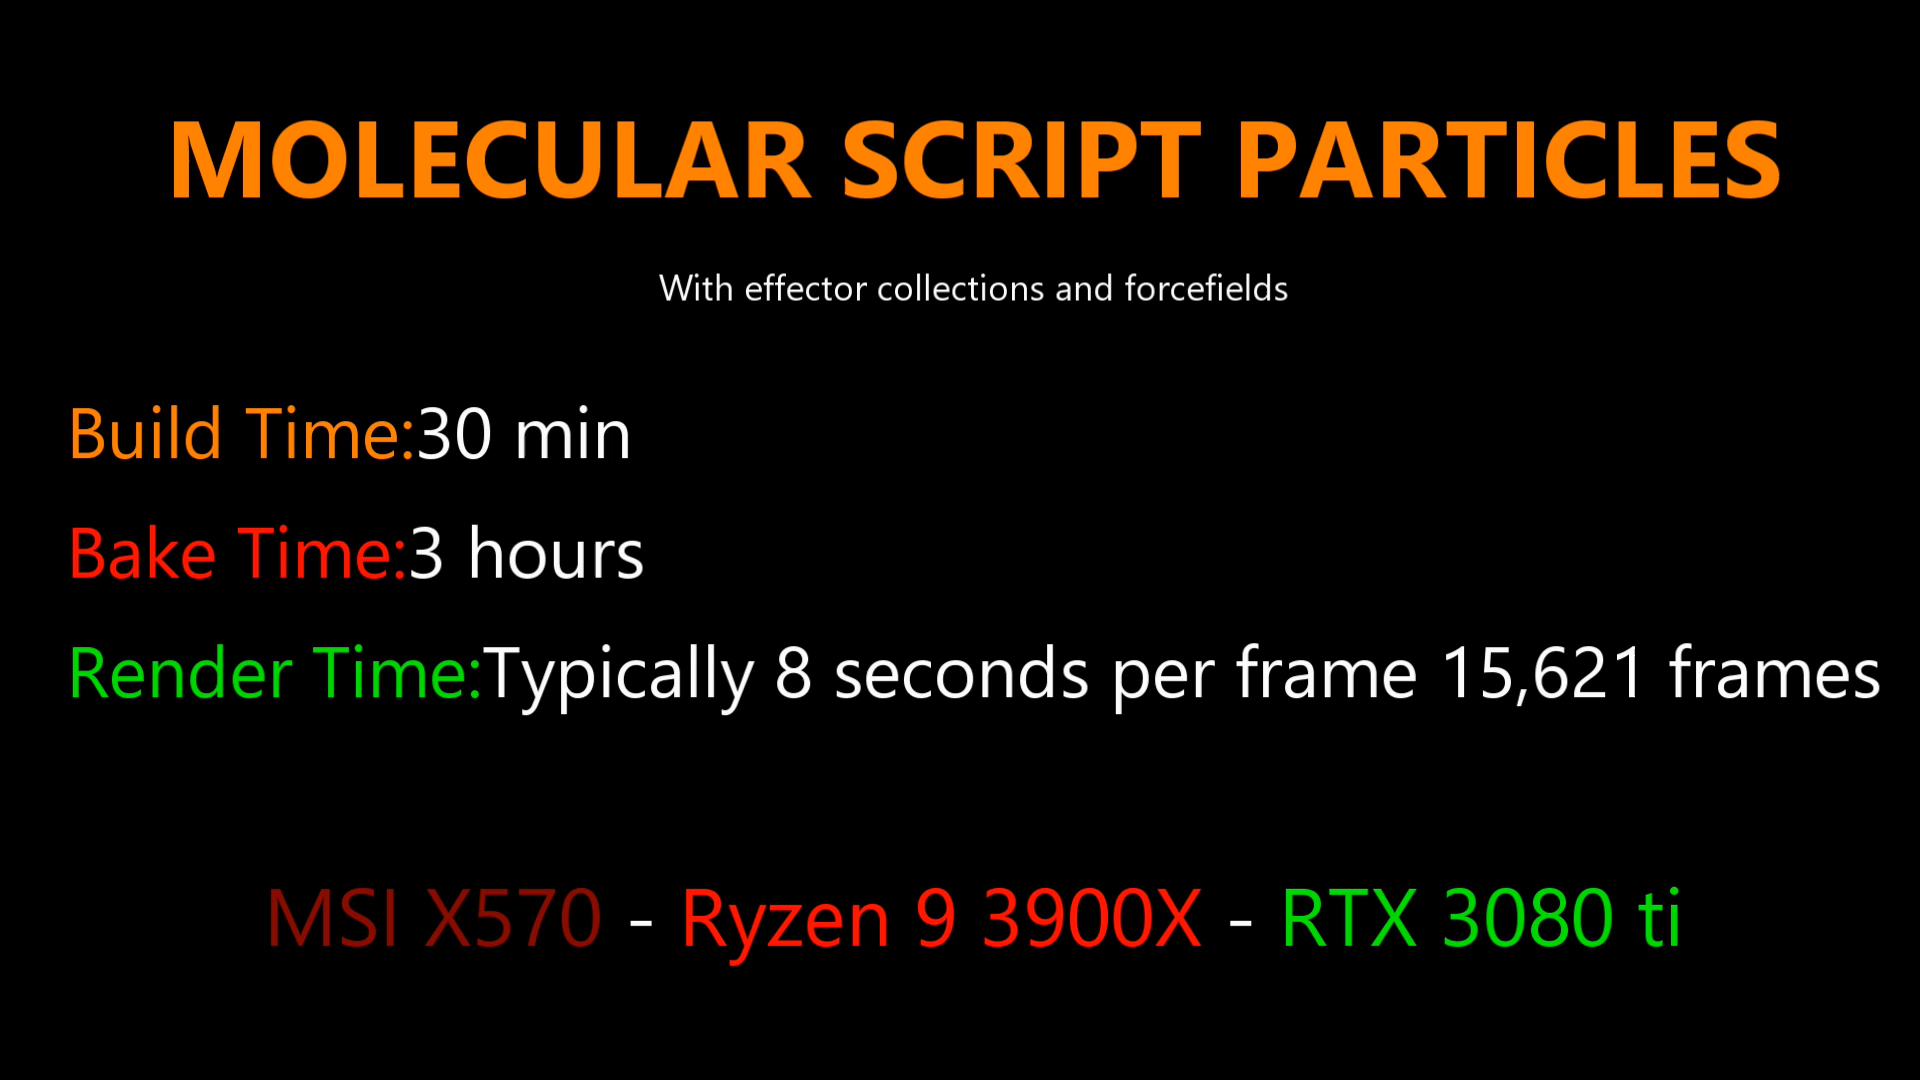 MOLECULAR SCRIPT PARTICLES
With effector collections and forcefields
Build Time:30 min
Bake Time:3 hours
Render Time:Typically 8 seconds per frame 15,621 frames
MSI X570 - Ryzen 9 3900X - RTX 3080 ti